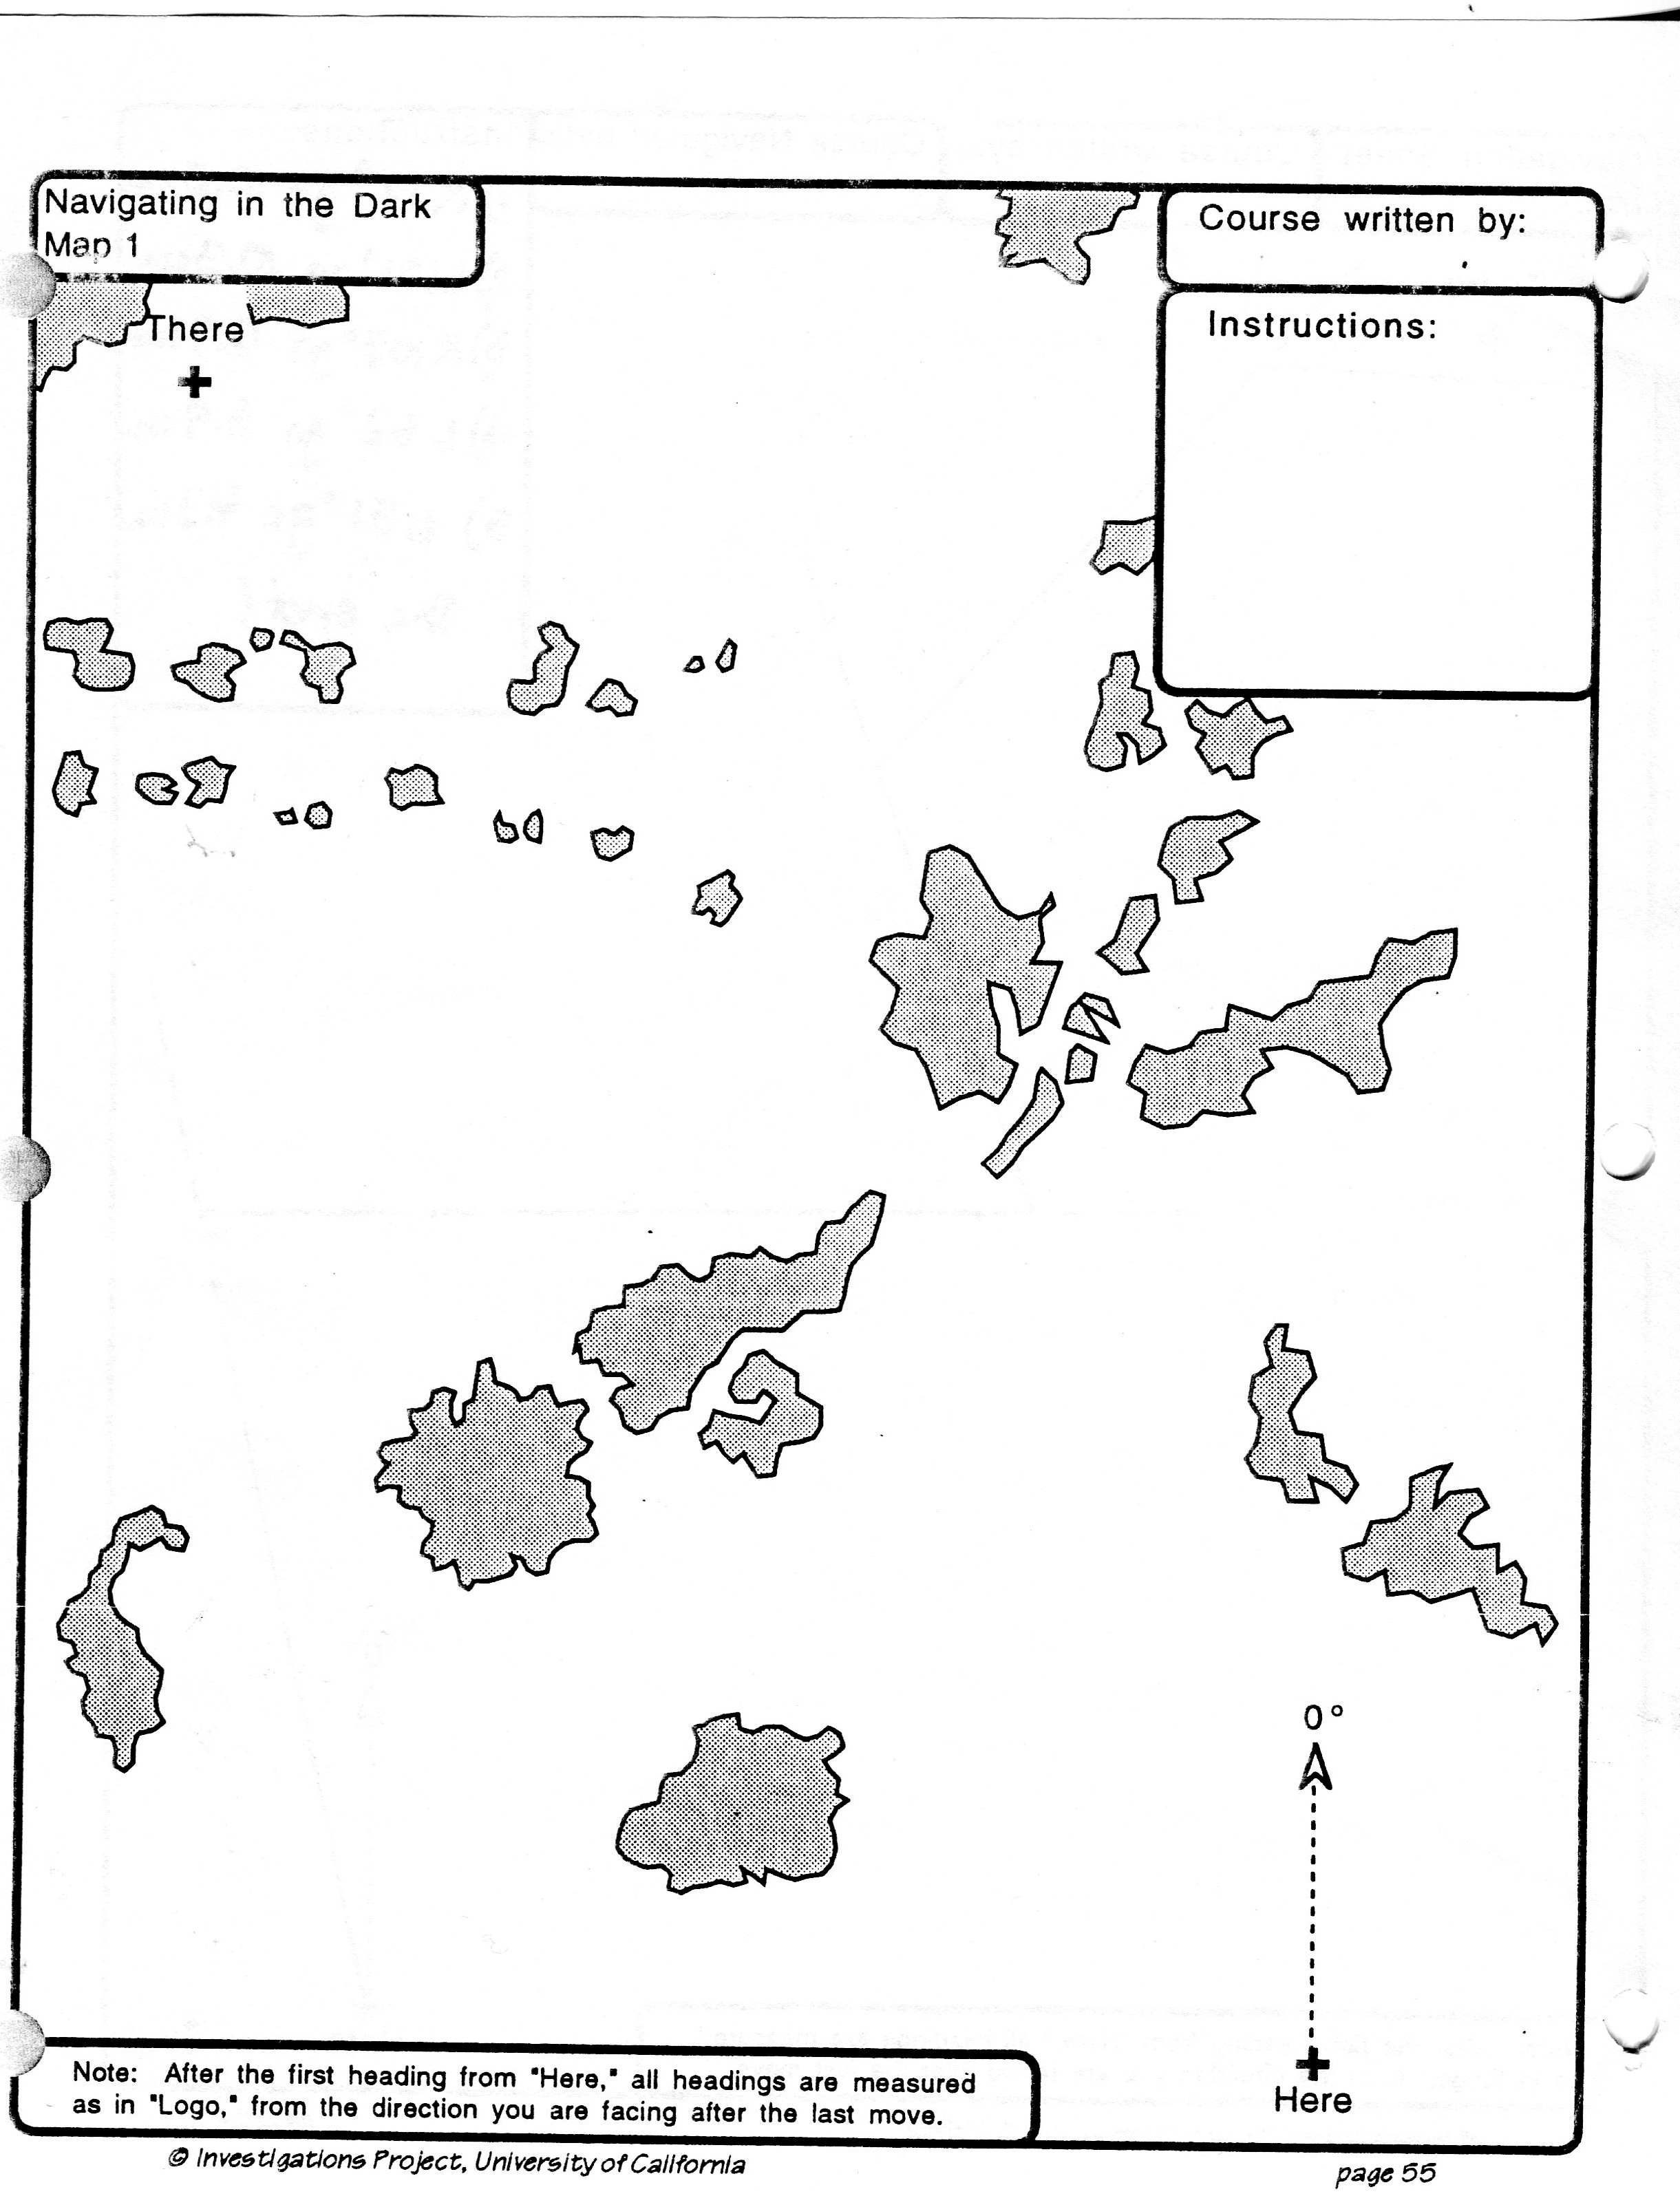 Navigating in the Dark
Map 1
Course written by:
Instructions:
There
0°
Here
Note: After the first heading from "Here," all headings are measured
as in "Logo," from the direction you are facing after the last move.
© Investigations Project, University of California
page 55